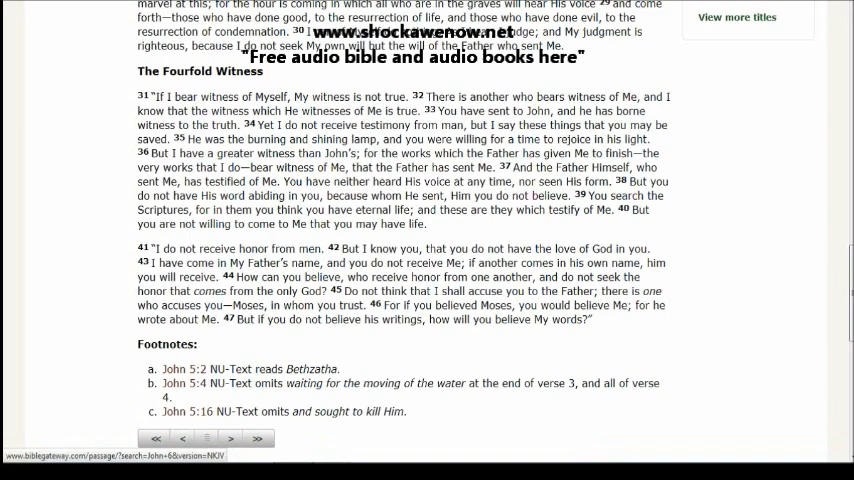 marvel at this; for the hour is coming in which all who are in the graves will hear His voice 29 and come
View more titles
forth—those who have done good, to the resurrection of life, and those who have done evil, to the
resurrection of condemnation. 30 I
www.shockawenow.net
and My judgment is
righteous, because I do not seek My own will but the will of the Father who sent Me.
"Free audio bible and audio books here"
The Fourfold Witness
31 "If I bear witness of Myself, My witness is not true. 32 There is another who bears witness of Me, and I
know that the witness which He witnesses of Me is true. 33 You have sent to John, and he has borne
witness to the truth. 34 Yet I do not receive testimony from man, but I say these things that you may be
saved. 35 He was the burning and shining lamp, and you were willing for a time to rejoice in his light.
36 But I have a greater witness than John's; for the works which the Father has given Me to finish—the
very works that I do—bear witness of Me, that the Father has sent Me. 37 And the Father Himself, who
sent Me, has testified of Me. You have neither heard His voice at any time, nor seen His form. 38 But you
do not have His word abiding in you, because whom He sent, Him you do not believe. 39 You search the
Scriptures, for in them you think you have eternal life; and these are they which testify of Me. 40 But
you are not willing to come to Me that you may have life.
41 "I do not receive honor from men. 42 But I know you, that you do not have the love of God in you.
43 I have come in My Father's name, and you do not receive Me; if another comes in his own name, him
you will receive. 44 How can you believe, who receive honor from one another, and do not seek the
honor that comes from the only God? 45 Do not think that I shall accuse you to the Father; there is one
who accuses you—Moses, in whom you trust. 46 For if you believed Moses, you would believe Me; for he
wrote about Me. 47 But if you do not believe his writings, how will you believe My words?"
Footnotes:
a. John 5:2 NU-Text reads Bethzatha.
b. John 5:4 NU-Text omits waiting for the moving of the water at the end of verse 3, and all of verse
4.
c. John 5:16 NU-Text omits and sought to kill Him.
<< < > >>
www.biblegateway.com/passage/?search=John+6&version=NKJV